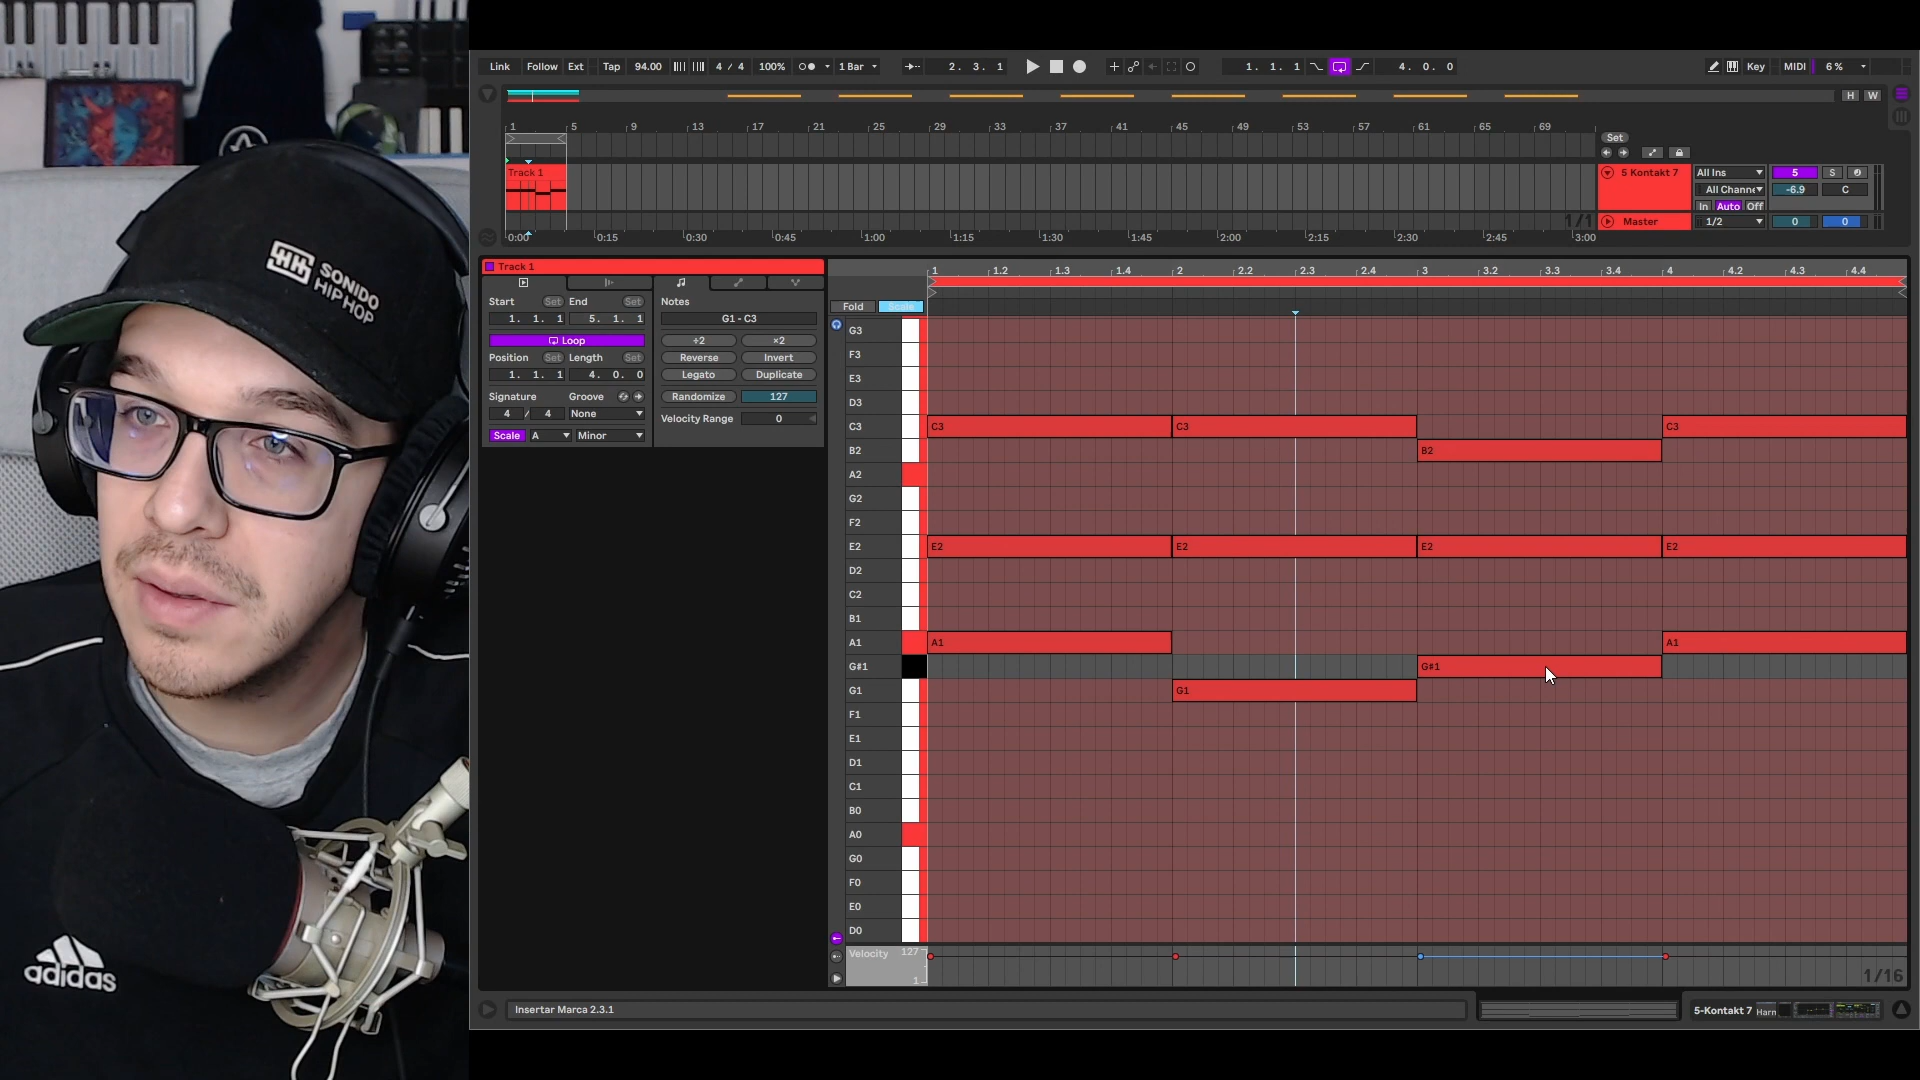 SONIDO
HIP HOP
adidas
Link Follow Ext Tap 94.00 4 / 4 100% 1 Bar 2. 3. 1 1. 1. 1 4. 0. 0 Key MIDI 6 %
H W
1 5 9 13 17 21 25 29 33 37 41 45 49 53 57 61 65 69
Set
Track 1
5 Kontakt 7 All Ins 5 S
All Channe -6.9 C
In Auto Off
1/1
Master 1/2 0 0
0:00 0:15 0:30 0:45 1:00 1:15 1:30 1:45 2:00 2:15 2:30 2:45 3:00
Track 1
Start Set End Set
1. 1. 1 5. 1. 1
Loop
Position Set Length Set
1. 1. 1 4. 0. 0
Signature Groove
4 / 4 None
Scale A Minor
Notes
G1 - C3
÷2 ×2
Reverse Invert
Legato Duplicate
Randomize 127
Velocity Range 0
1 1.2 1.3 1.4 2 2.2 2.3 2.4 3 3.2 3.3 3.4 4 4.2 4.3 4.4
Fold Scale
G3
F3
E3
D3
C3 C3 C3 C3
B2 B2
A2
G2
F2
E2 E2 E2 E2 E2
D2
C2
B1
A1 A1 A1
G#1 G#1
G1 G1
F1
E1
D1
C1
B0
A0
G0
F0
E0
D0
Velocity 127
1
1/16
Insertar Marca 2.3.1
5-Kontakt 7 Harn